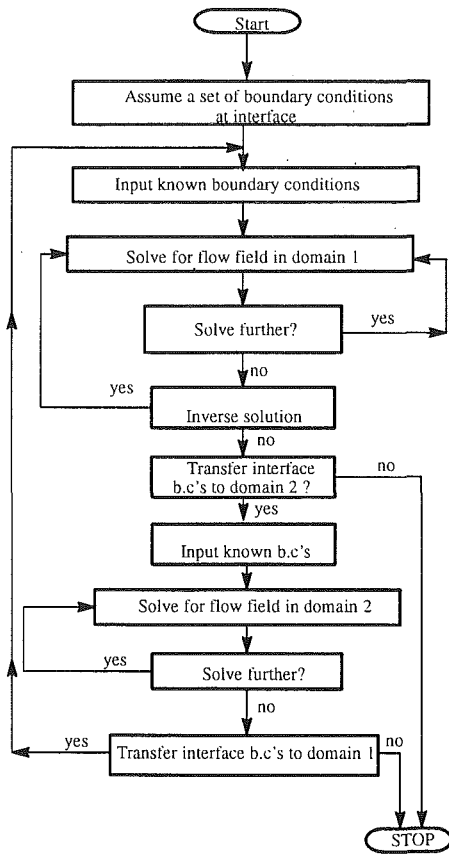 Start
Assume a set of boundary conditions
at interface
Input known boundary conditions
Solve for flow field in domain 1
Solve further?
yes
no
yes
Inverse solution
no
Transfer interface
b.c's to domain 2 ?
no
yes
Input known b.c's
Solve for flow field in domain 2
yes
Solve further?
no
yes
Transfer interface b.c's to domain 1
no
STOP